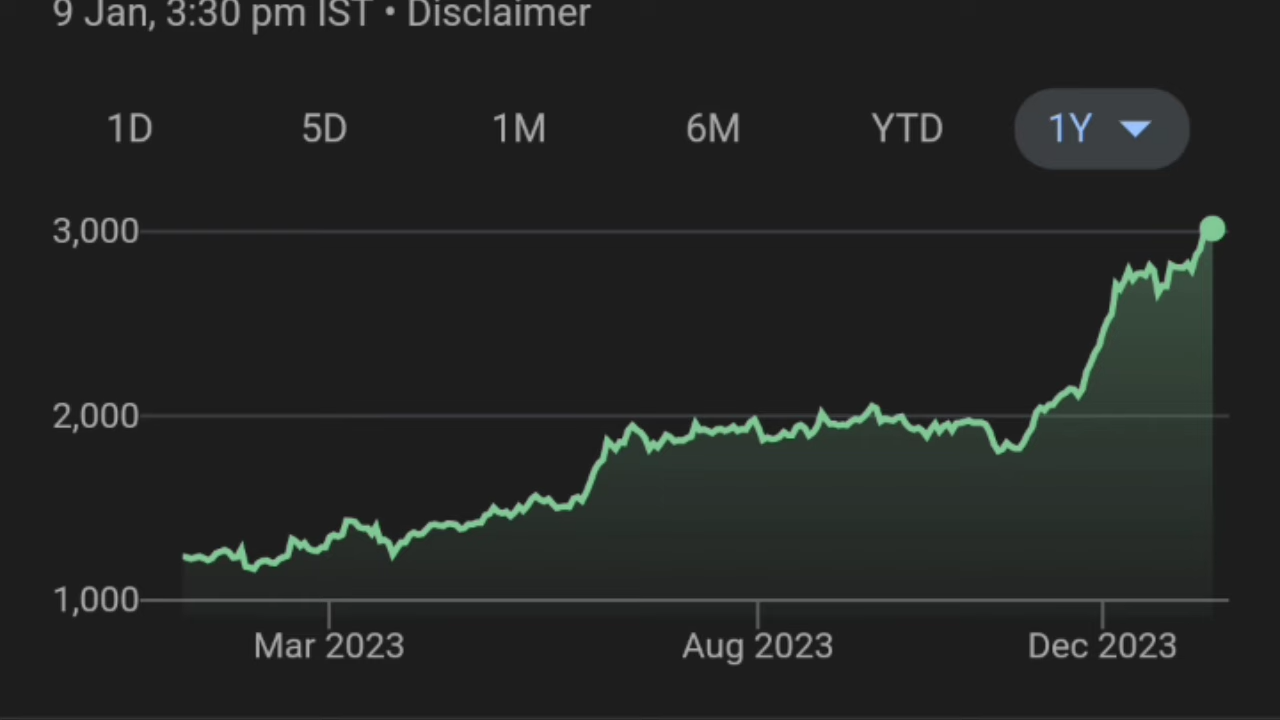 9 Jan, 3:30 pm IST • Disclaimer
1D 5D 1M 6M YTD 1Y
3,000
2,000
1,000
Mar 2023 Aug 2023 Dec 2023